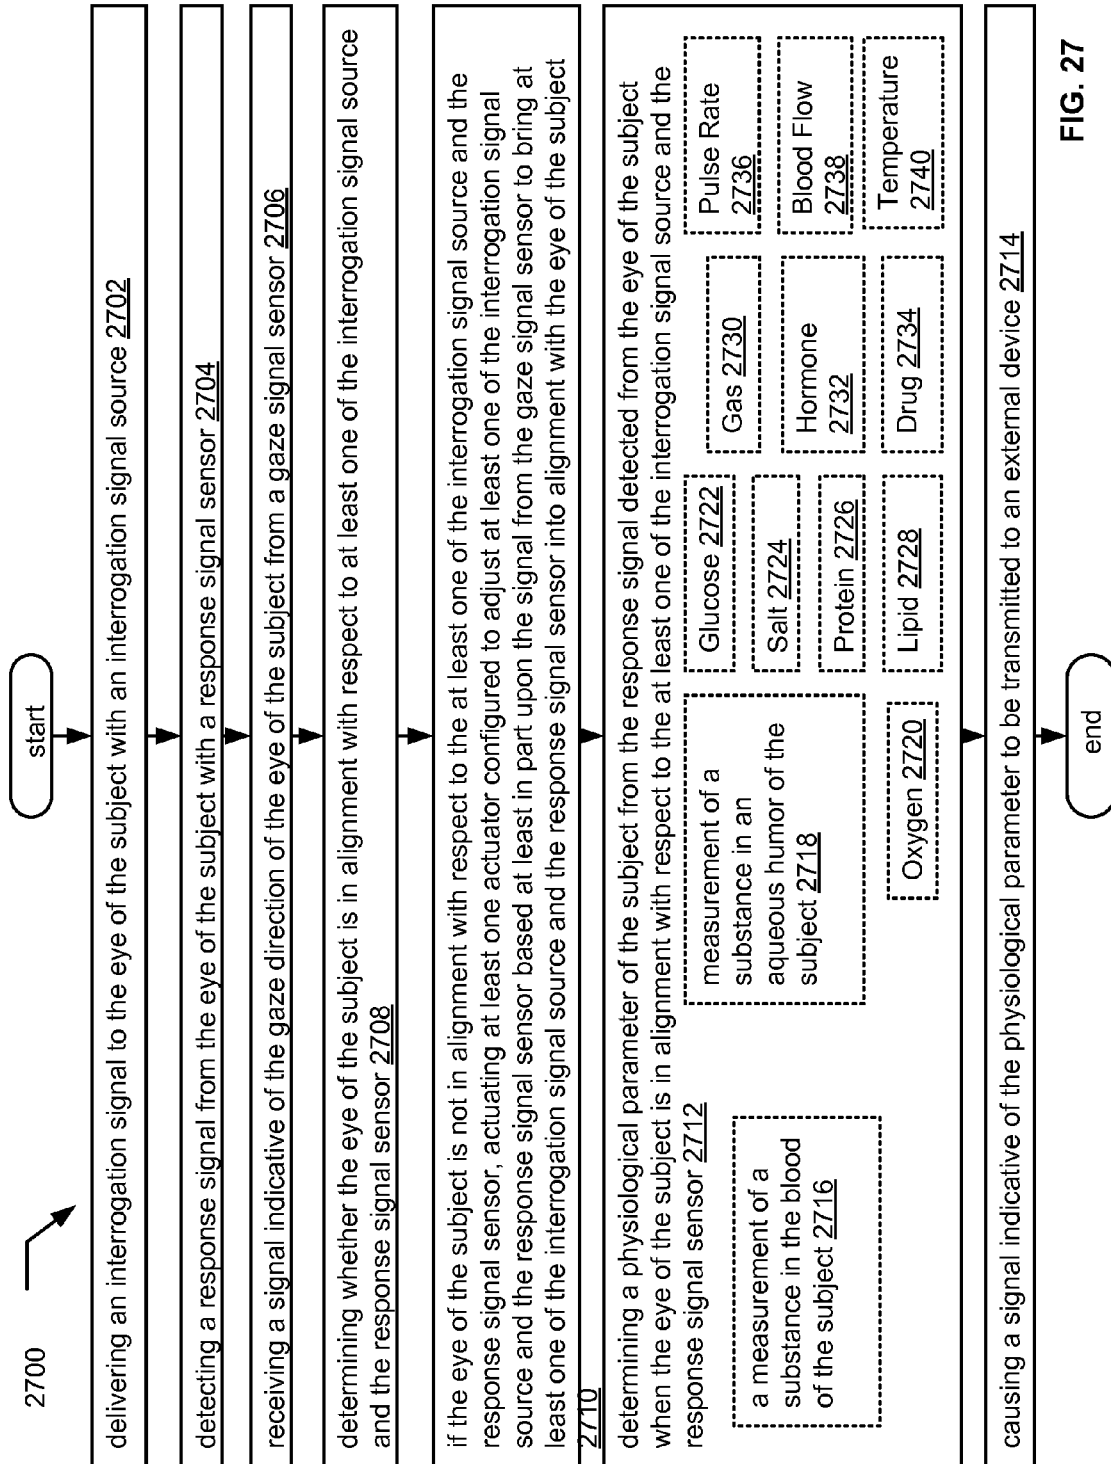 2700
start
delivering an interrogation signal to the eye of the subject with an interrogation signal source 2702
detecting a response signal from the eye of the subject with a response signal sensor 2704
receiving a signal indicative of the gaze direction of the eye of the subject from a gaze signal sensor 2706
determining whether the eye of the subject is in alignment with respect to at least one of the interrogation signal source
and the response signal sensor 2708
if the eye of the subject is not in alignment with respect to the at least one of the interrogation signal source and the
response signal sensor, actuating at least one actuator configured to adjust at least one of the interrogation signal
source and the response signal sensor based at least in part upon the signal from the gaze signal sensor to bring at
least one of the interrogation signal source and the response signal sensor into alignment with the eye of the subject
2710
determining a physiological parameter of the subject from the response signal detected from the eye of the subject
when the eye of the subject is in alignment with respect to the at least one of the interrogation signal source and the
response signal sensor 2712
a measurement of a
substance in the blood
of the subject 2716
measurement of a
substance in an
aqueous humor of the
subject 2718
Oxygen 2720
Glucose 2722
Salt 2724
Protein 2726
Lipid 2728
Gas 2730
Hormone
2732
Drug 2734
Pulse Rate
2736
Blood Flow
2738
Temperature
2740
causing a signal indicative of the physiological parameter to be transmitted to an external device 2714
end
FIG. 27